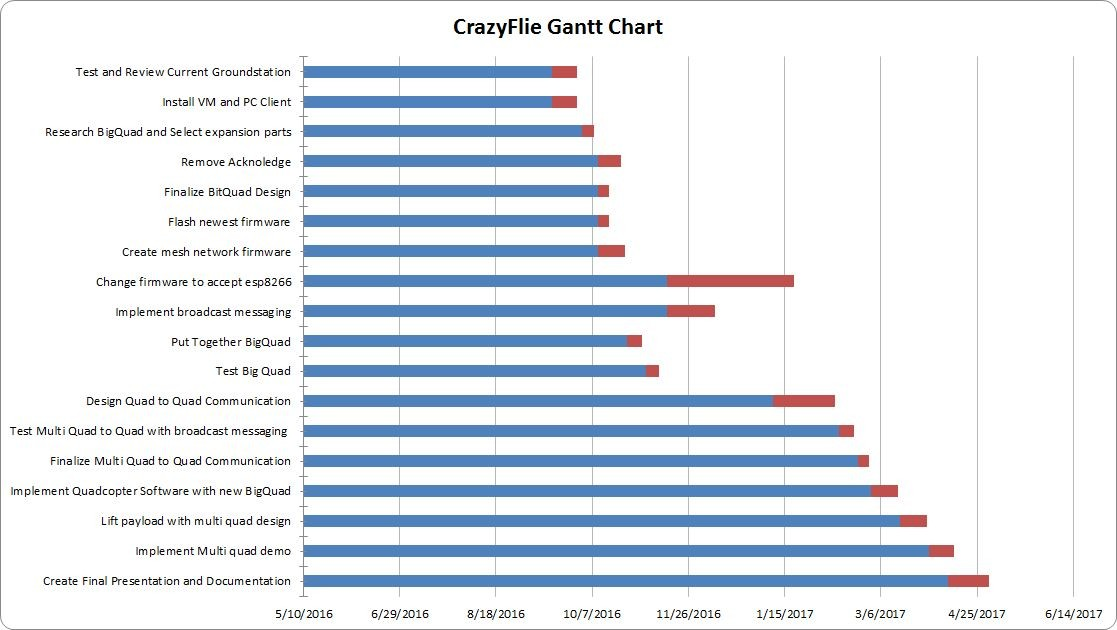 CrazyFlie Gantt Chart
Test and Review Current Groundstation
Install VM and PC Client
Research BigQuad and Select expansion parts
Remove Acknoledge
Finalize BitQuad Design
Flash newest firmware
Create mesh network firmware
Change firmware to accept esp8266
Implement broadcast messaging
Put Together BigQuad
Test Big Quad
Design Quad to Quad Communication
Test Multi Quad to Quad with broadcast messaging
Finalize Multi Quad to Quad Communication
Implement Quadcopter Software with new BigQuad
Lift payload with multi quad design
Implement Multi quad demo
Create Final Presentation and Documentation
5/10/2016 6/29/2016 8/18/2016 10/7/2016 11/26/2016 1/15/2017 3/6/2017 4/25/2017 6/14/2017